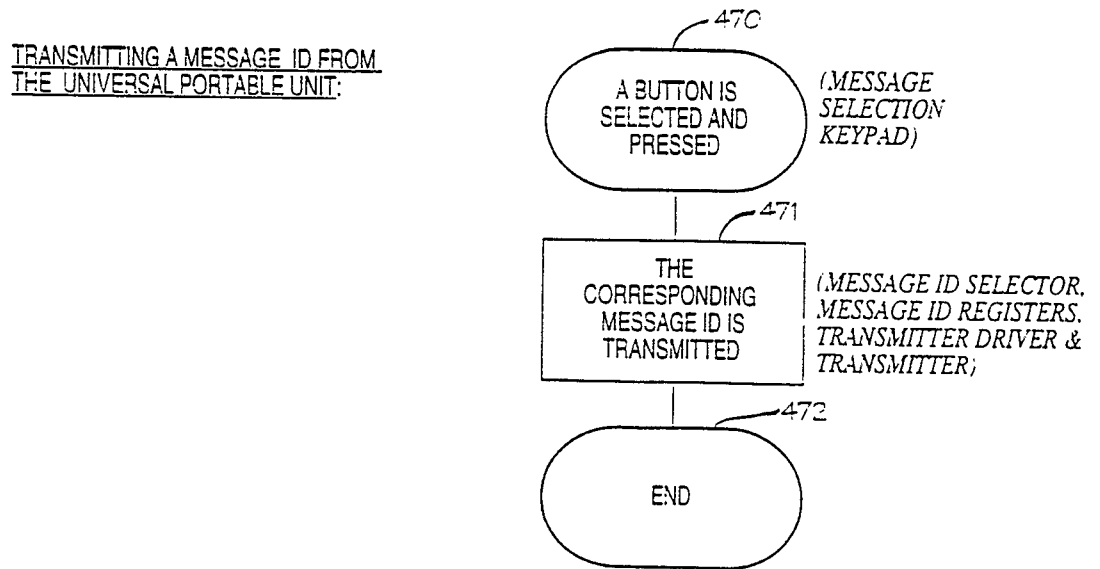 TRANSMITTING A MESSAGE ID FROM
THE UNIVERSAL PORTABLE UNIT:
470
A BUTTON IS
SELECTED AND
PRESSED
(MESSAGE
SELECTION
KEYPAD)
471
THE
CORRESPONDING
MESSAGE ID IS
TRANSMITTED
(MESSAGE ID SELECTOR,
MESSAGE ID REGISTERS,
TRANSMITTER DRIVER &
TRANSMITTER)
472
END